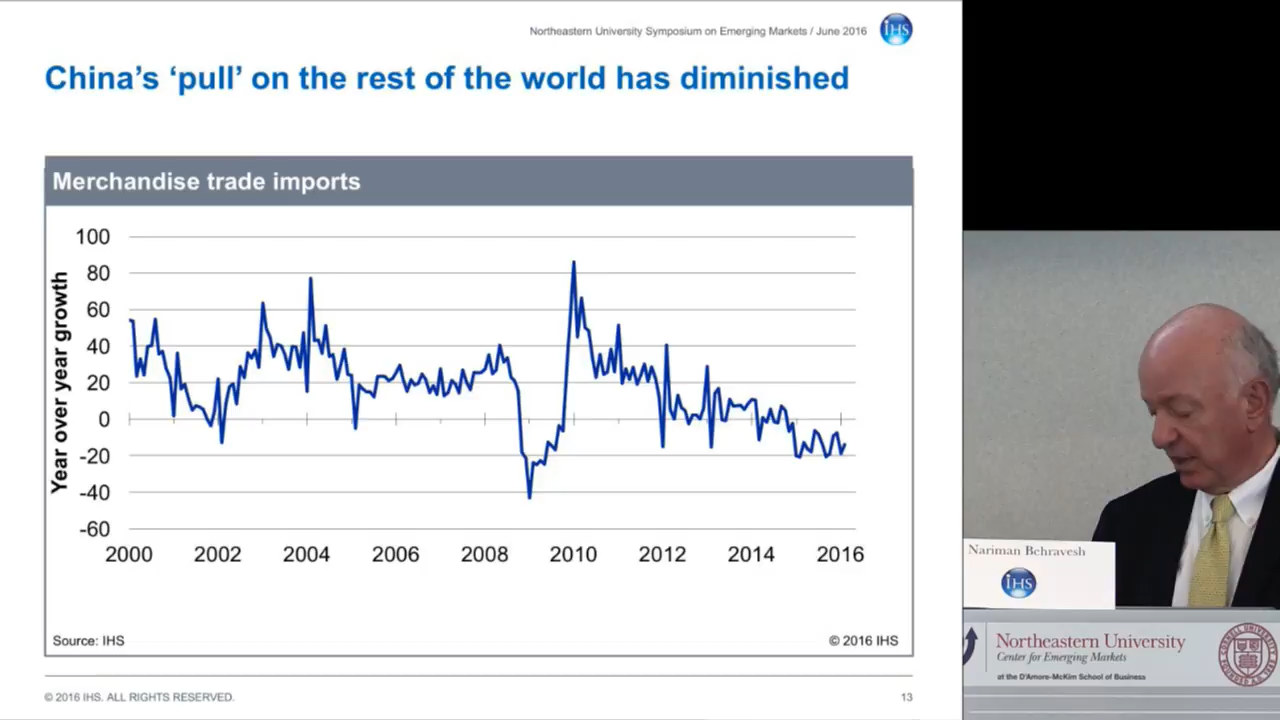 Northeastern University Symposium on Emerging Markets / June 2016
IHS
China's 'pull' on the rest of the world has diminished
Merchandise trade imports
Year over year growth
100
80
60
40
20
0
-20
-40
-60
2000 2002 2004 2006 2008 2010 2012 2014 2016
Source: IHS
© 2016 IHS
© 2016 IHS. ALL RIGHTS RESERVED.
13
Nariman Behravesh
IHS
Northeastern University
Center for Emerging Markets
at the D'Amore-McKim School of Business
CORNELL UNIVERSITY